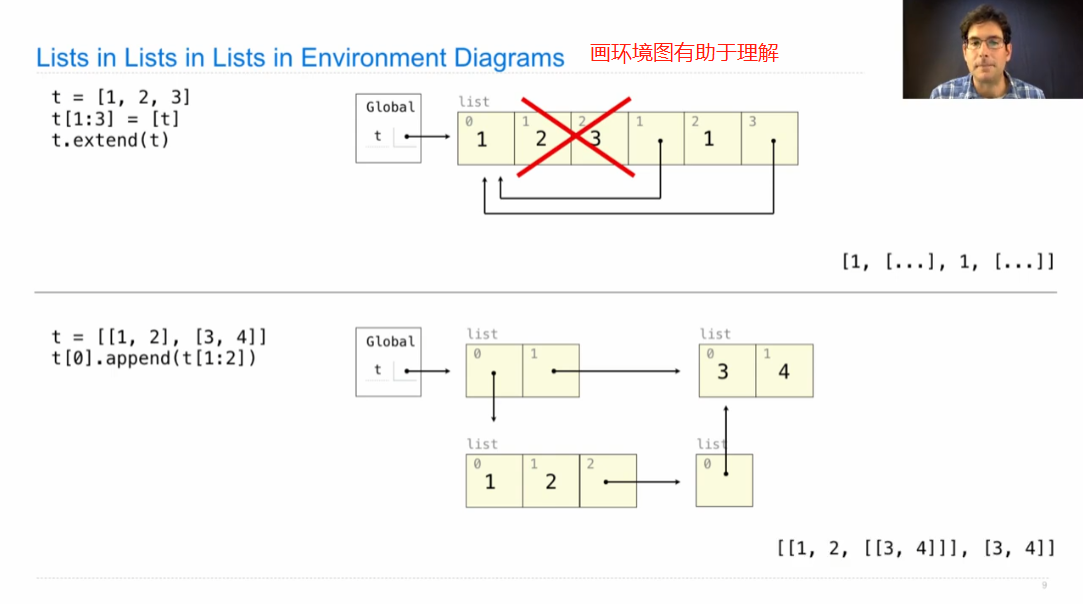 Lists in Lists in Lists in Environment Diagrams 画环境图有助于理解
t = [1, 2, 3]
t[1:3] = [t]
t.extend(t)
Global
t
list
0 1 2 1 2 3
1 2 3 1
[1, [...], 1, [...]]
t = [[1, 2], [3, 4]]
t[0].append(t[1:2])
Global
t
list
0 1
list
0 1
3 4
list
0 1 2
1 2
list
0
[[1, 2, [[3, 4]]], [3, 4]]
9